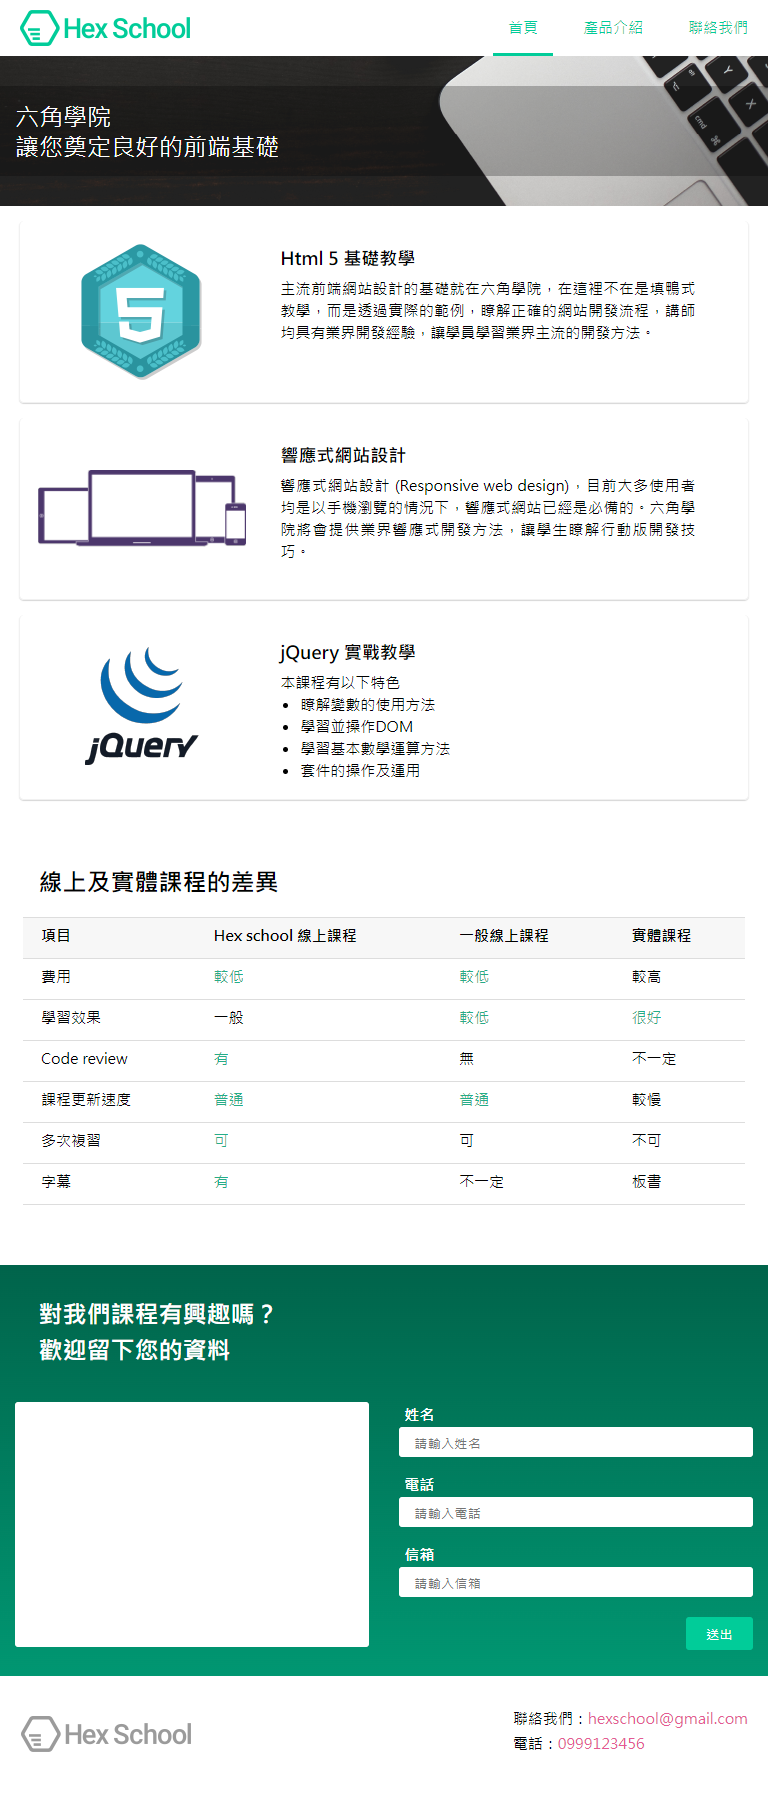 Hex School
首頁 產品介紹 聯絡我們
六角學院
讓您奠定良好的前端基礎
5
Html 5 基礎教學
主流前端網站設計的基礎就在六角學院，在這裡不在是填鴨式
教學，而是透過實際的範例，瞭解正確的網站開發流程，講師
均具有業界開發經驗，讓學員學習業界主流的開發方法。
響應式網站設計
響應式網站設計 (Responsive web design)，目前大多使用者
均是以手機瀏覽的情況下，響應式網站已經是必備的。六角學
院將會提供業界響應式開發方法，讓學生瞭解行動版開發技
巧。
jQuery
jQuery 實戰教學
本課程有以下特色
瞭解變數的使用方法
學習並操作DOM
學習基本數學運算方法
套件的操作及運用
線上及實體課程的差異
項目 Hex school 線上課程 一般線上課程 實體課程
費用 較低 較低 較高
學習效果 一般 較低 很好
Code review 有 無 不一定
課程更新速度 普通 普通 較慢
多次複習 可 可 不可
字幕 有 不一定 板書
對我們課程有興趣嗎？
歡迎留下您的資料
姓名
請輸入姓名
電話
請輸入電話
信箱
請輸入信箱
送出
Hex School
聯絡我們：hexschool@gmail.com
電話：0999123456